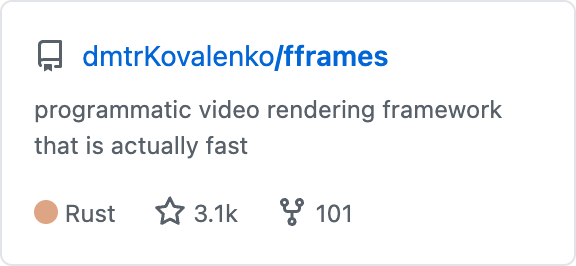 dmtrKovalenko/fframes
programmatic video rendering framework
that is actually fast
Rust 3.1k 101